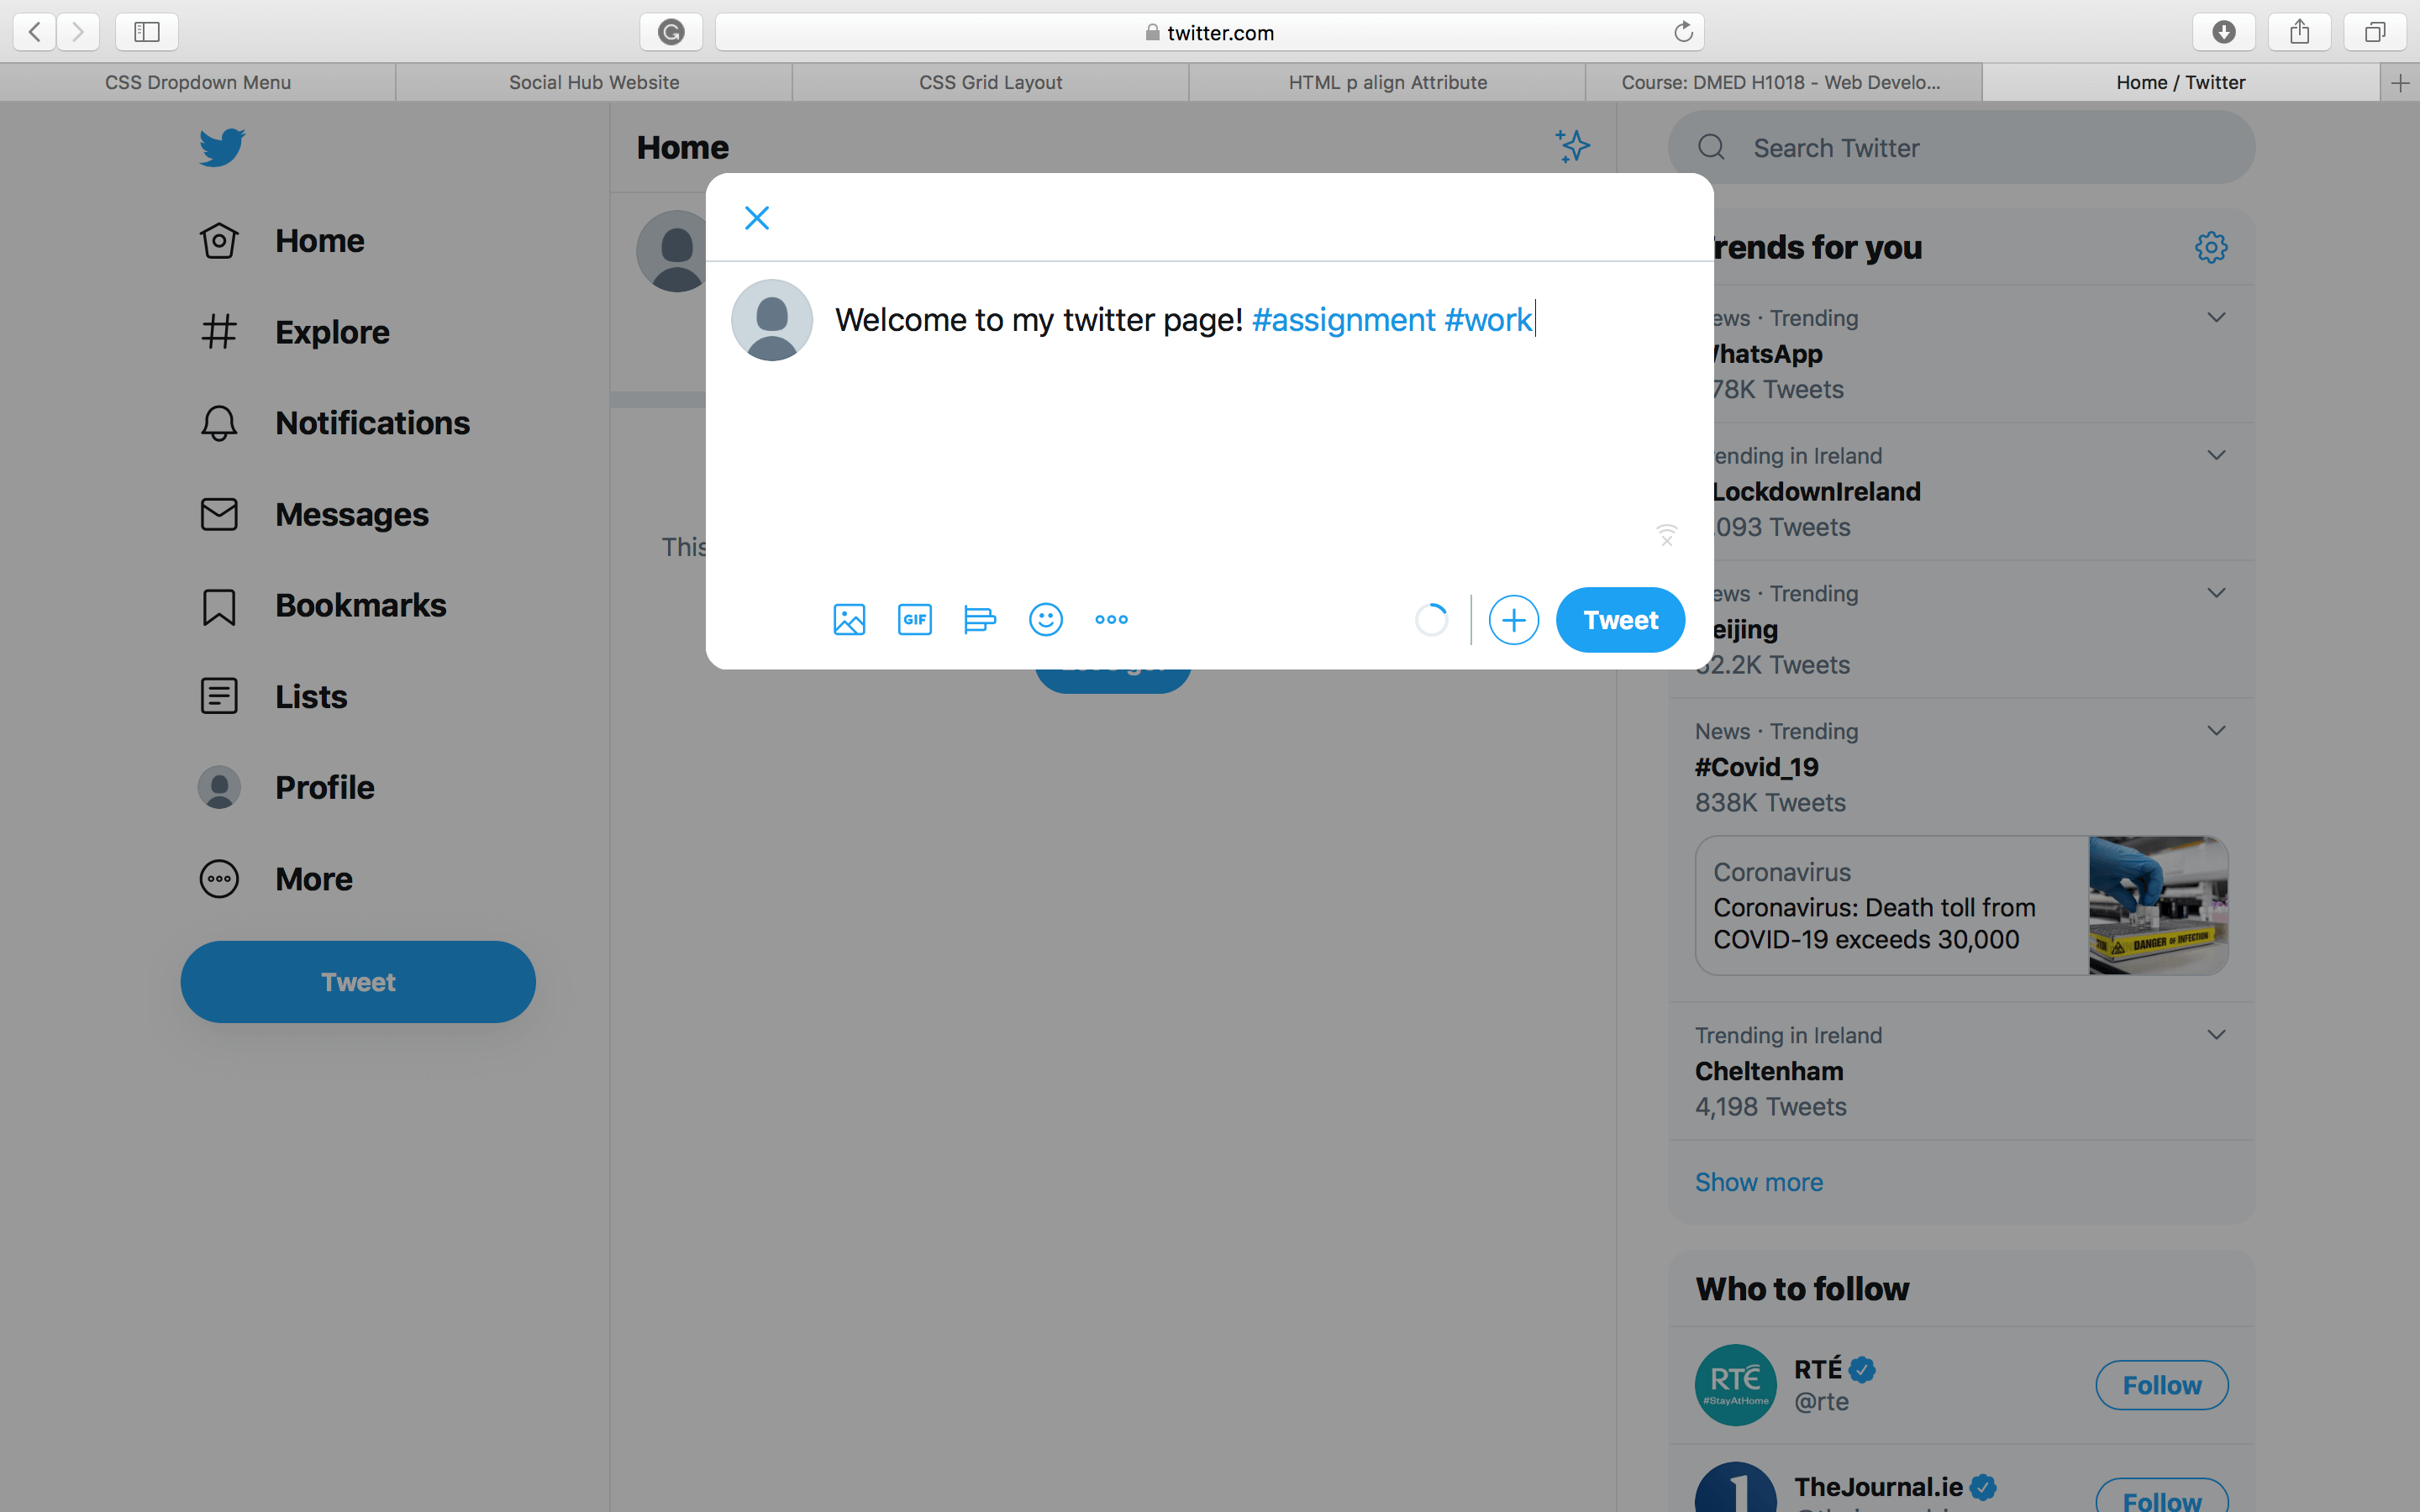 twitter.com
CSS Dropdown Menu
Social Hub Website
CSS Grid Layout
HTML p align Attribute
Course: DMED H1018 - Web Develo...
Home / Twitter
Home
Explore
Notifications
Messages
Bookmarks
Lists
Profile
More
Tweet
Home
Welcome to my twitter page! #assignment #work
GIF
Tweet
This
Search Twitter
rends for you
ews · Trending
hatsApp
78K Tweets
ending in Ireland
LockdownIreland
093 Tweets
ews · Trending
eijing
52.2K Tweets
News · Trending
#Covid_19
838K Tweets
Coronavirus
Coronavirus: Death toll from
COVID-19 exceeds 30,000
DANGER OF INFECTION
Trending in Ireland
Cheltenham
4,198 Tweets
Show more
Who to follow
RTÉ
#StayAtHome
RTÉ
@rte
Follow
TheJournal.ie
Follow